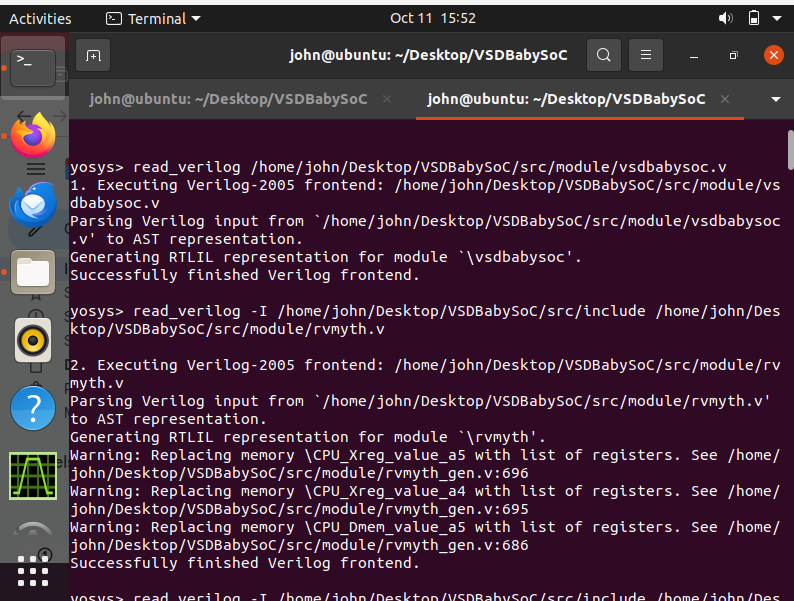 Activities
Terminal
Oct 11 15:52
john@ubuntu: ~/Desktop/VSDBabySoC
john@ubuntu: ~/Desktop/VSDBabySoC
john@ubuntu: ~/Desktop/VSDBabySoC
yosys> read_verilog /home/john/Desktop/VSDBabySoC/src/module/vsdbabysoc.v
1. Executing Verilog-2005 frontend: /home/john/Desktop/VSDBabySoC/src/module/vs
dbabysoc.v
Parsing Verilog input from `/home/john/Desktop/VSDBabySoC/src/module/vsdbabysoc
.v' to AST representation.
Generating RTLIL representation for module `\vsdbabysoc'.
Successfully finished Verilog frontend.
yosys> read_verilog -I /home/john/Desktop/VSDBabySoC/src/include /home/john/Des
ktop/VSDBabySoC/src/module/rvmyth.v
2. Executing Verilog-2005 frontend: /home/john/Desktop/VSDBabySoC/src/module/rv
myth.v
Parsing Verilog input from `/home/john/Desktop/VSDBabySoC/src/module/rvmyth.v'
to AST representation.
Generating RTLIL representation for module `\rvmyth'.
Warning: Replacing memory \CPU_Xreg_value_a5 with list of registers. See /home/
john/Desktop/VSDBabySoC/src/module/rvmyth_gen.v:696
Warning: Replacing memory \CPU_Xreg_value_a4 with list of registers. See /home/
john/Desktop/VSDBabySoC/src/module/rvmyth_gen.v:695
Warning: Replacing memory \CPU_Dmem_value_a5 with list of registers. See /home/
john/Desktop/VSDBabySoC/src/module/rvmyth_gen.v:686
Successfully finished Verilog frontend.
yosys> read_verilog -I /home/john/Desktop/VSDBabySoC/src/include /home/john/Des